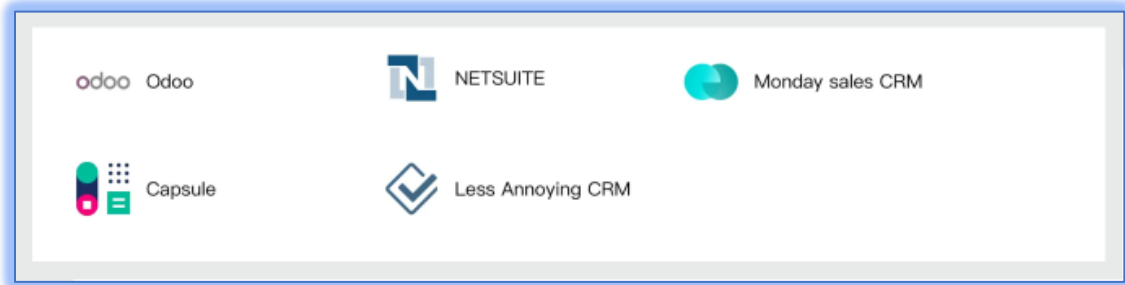 odoo Odoo
NETSUITE
Monday sales CRM
Capsule
Less Annoying CRM